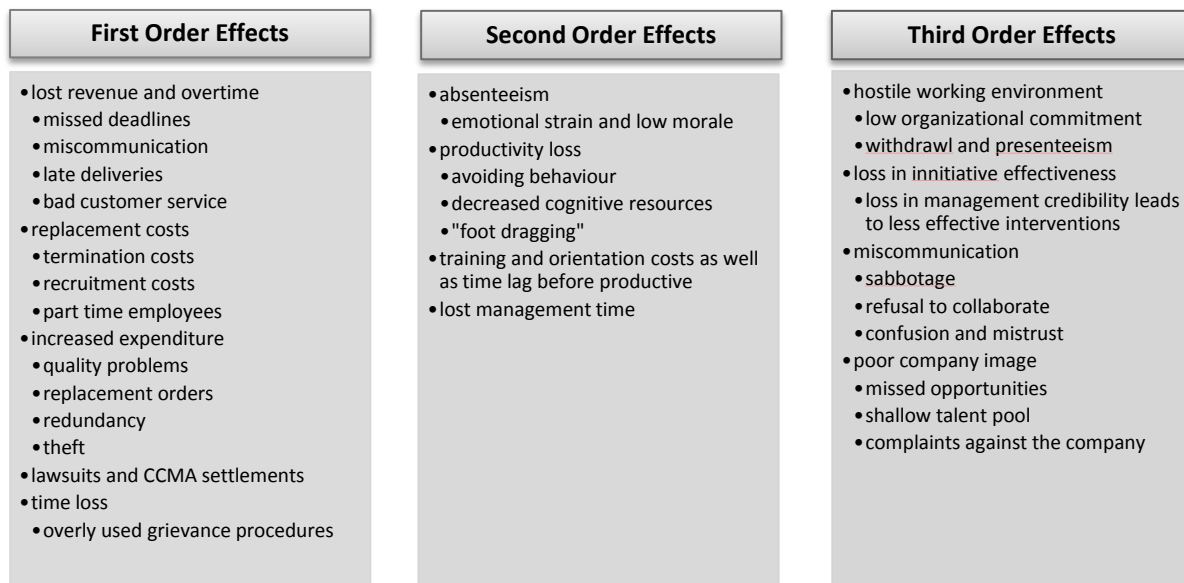 First Order Effects
•lost revenue and overtime
•missed deadlines
•miscommunication
•late deliveries
•bad customer service
•replacement costs
•termination costs
•recruitment costs
•part time employees
•increased expenditure
•quality problems
•replacement orders
•redundancy
•theft
•lawsuits and CCMA settlements
•time loss
•overly used grievance procedures
Second Order Effects
•absenteeism
•emotional strain and low morale
•productivity loss
•avoiding behaviour
•decreased cognitive resources
•"foot dragging"
•training and orientation costs as well
as time lag before productive
•lost management time
Third Order Effects
•hostile working environment
•low organizational commitment
•withdrawl and presenteeism
•loss in innitiative effectiveness
•loss in management credibility leads
to less effective interventions
•miscommunication
•sabbotage
•refusal to collaborate
•confusion and mistrust
•poor company image
•missed opportunities
•shallow talent pool
•complaints against the company